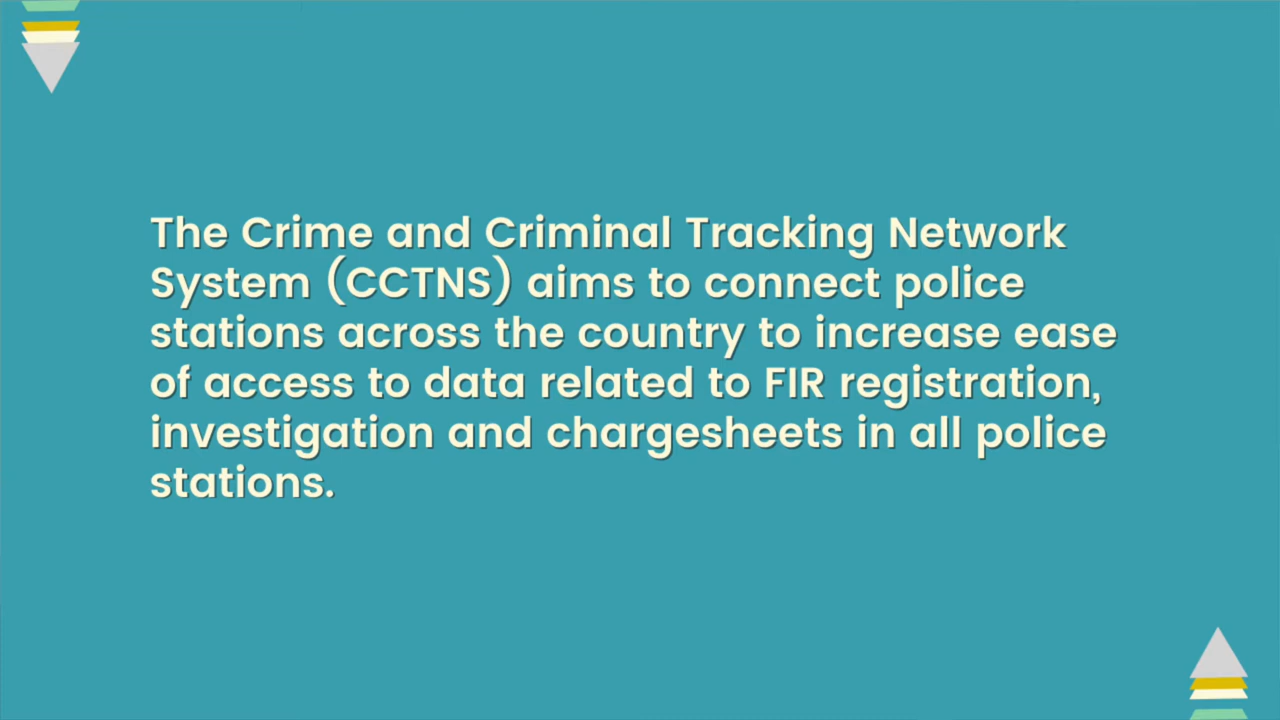 The Crime and Criminal Tracking Network
System (CCTNS) aims to connect police
stations across the country to increase ease
of access to data related to FIR registration,
investigation and chargesheets in all police
stations.